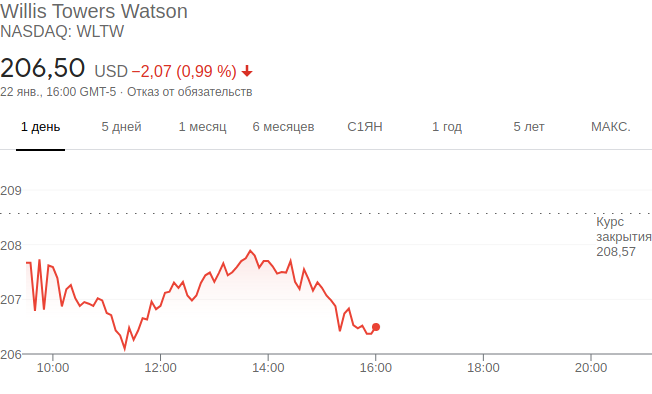 Willis Towers Watson
NASDAQ: WLTW
206,50 USD −2,07 (0,99 %)
22 янв., 16:00 GMT-5 · Отказ от обязательств
1 день 5 дней 1 месяц 6 месяцев С1ЯН 1 год 5 лет МАКС.
209
Курс
закрытия
208,57
208
207
206
10:00 12:00 14:00 16:00 18:00 20:00